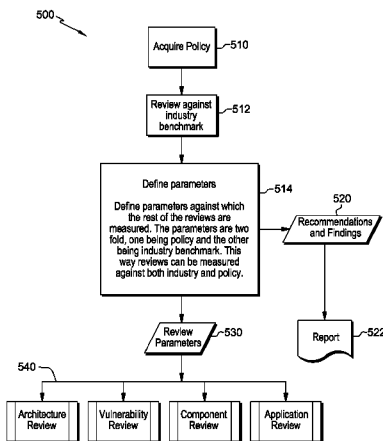 500
Acquire Policy
510
Review against
industry
benchmark
512
Define parameters
Define parameters against which
the rest of the reviews are
measured. The parameters are two
fold, one being policy and the other
being industry benchmark. This
way reviews can be measured
against both industry and policy.
514
520
Recommendations
and Findings
Review
Parameters
530
Report
522
540
Architecture
Review
Vulnerability
Review
Component
Review
Application
Review